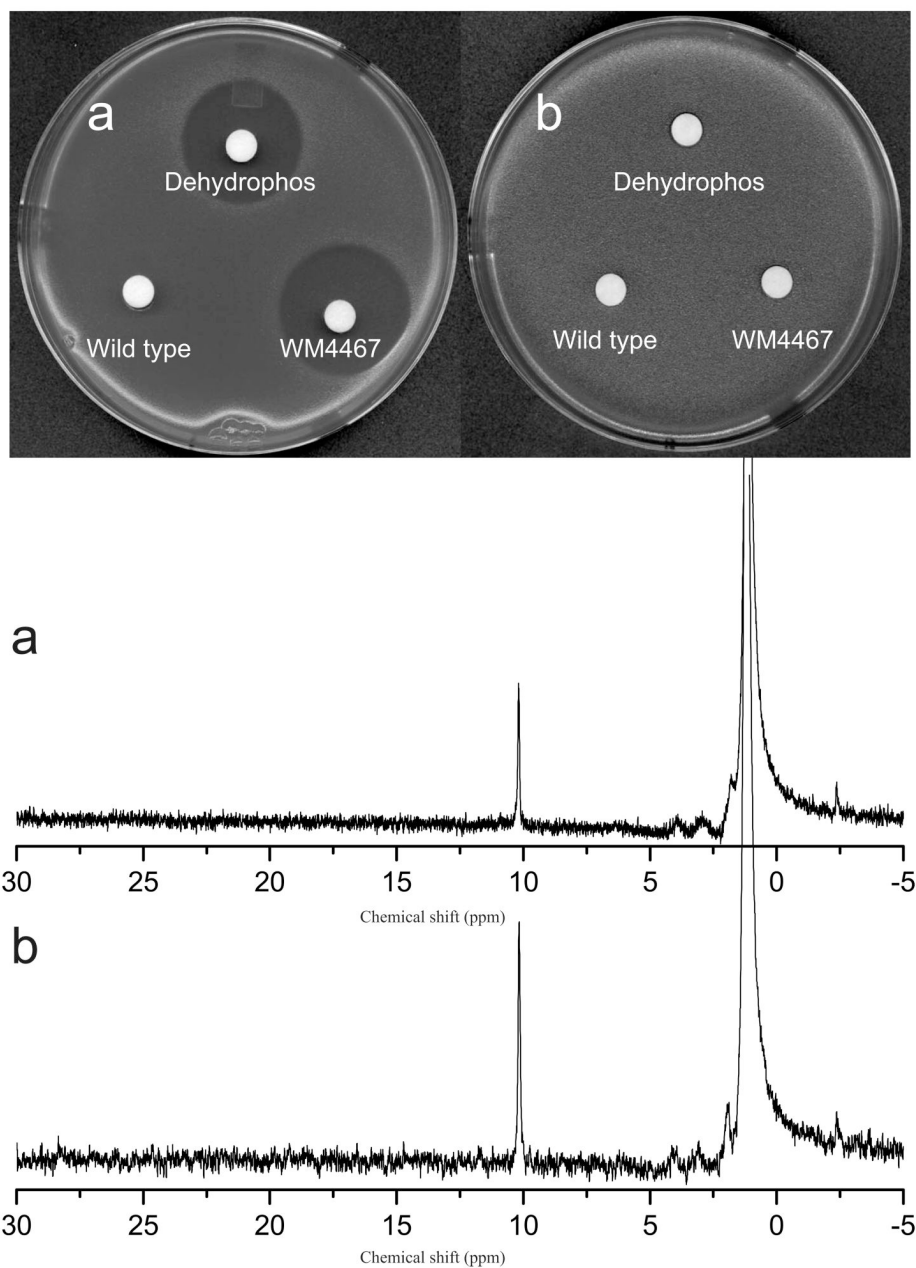 a
b
Dehydrophos
Dehydrophos
Wild type
WM4467
Wild type
WM4467
a
30 25 20 15 10 5 0 -5
Chemical shift (ppm)
b
30 25 20 15 10 5 0 -5
Chemical shift (ppm)